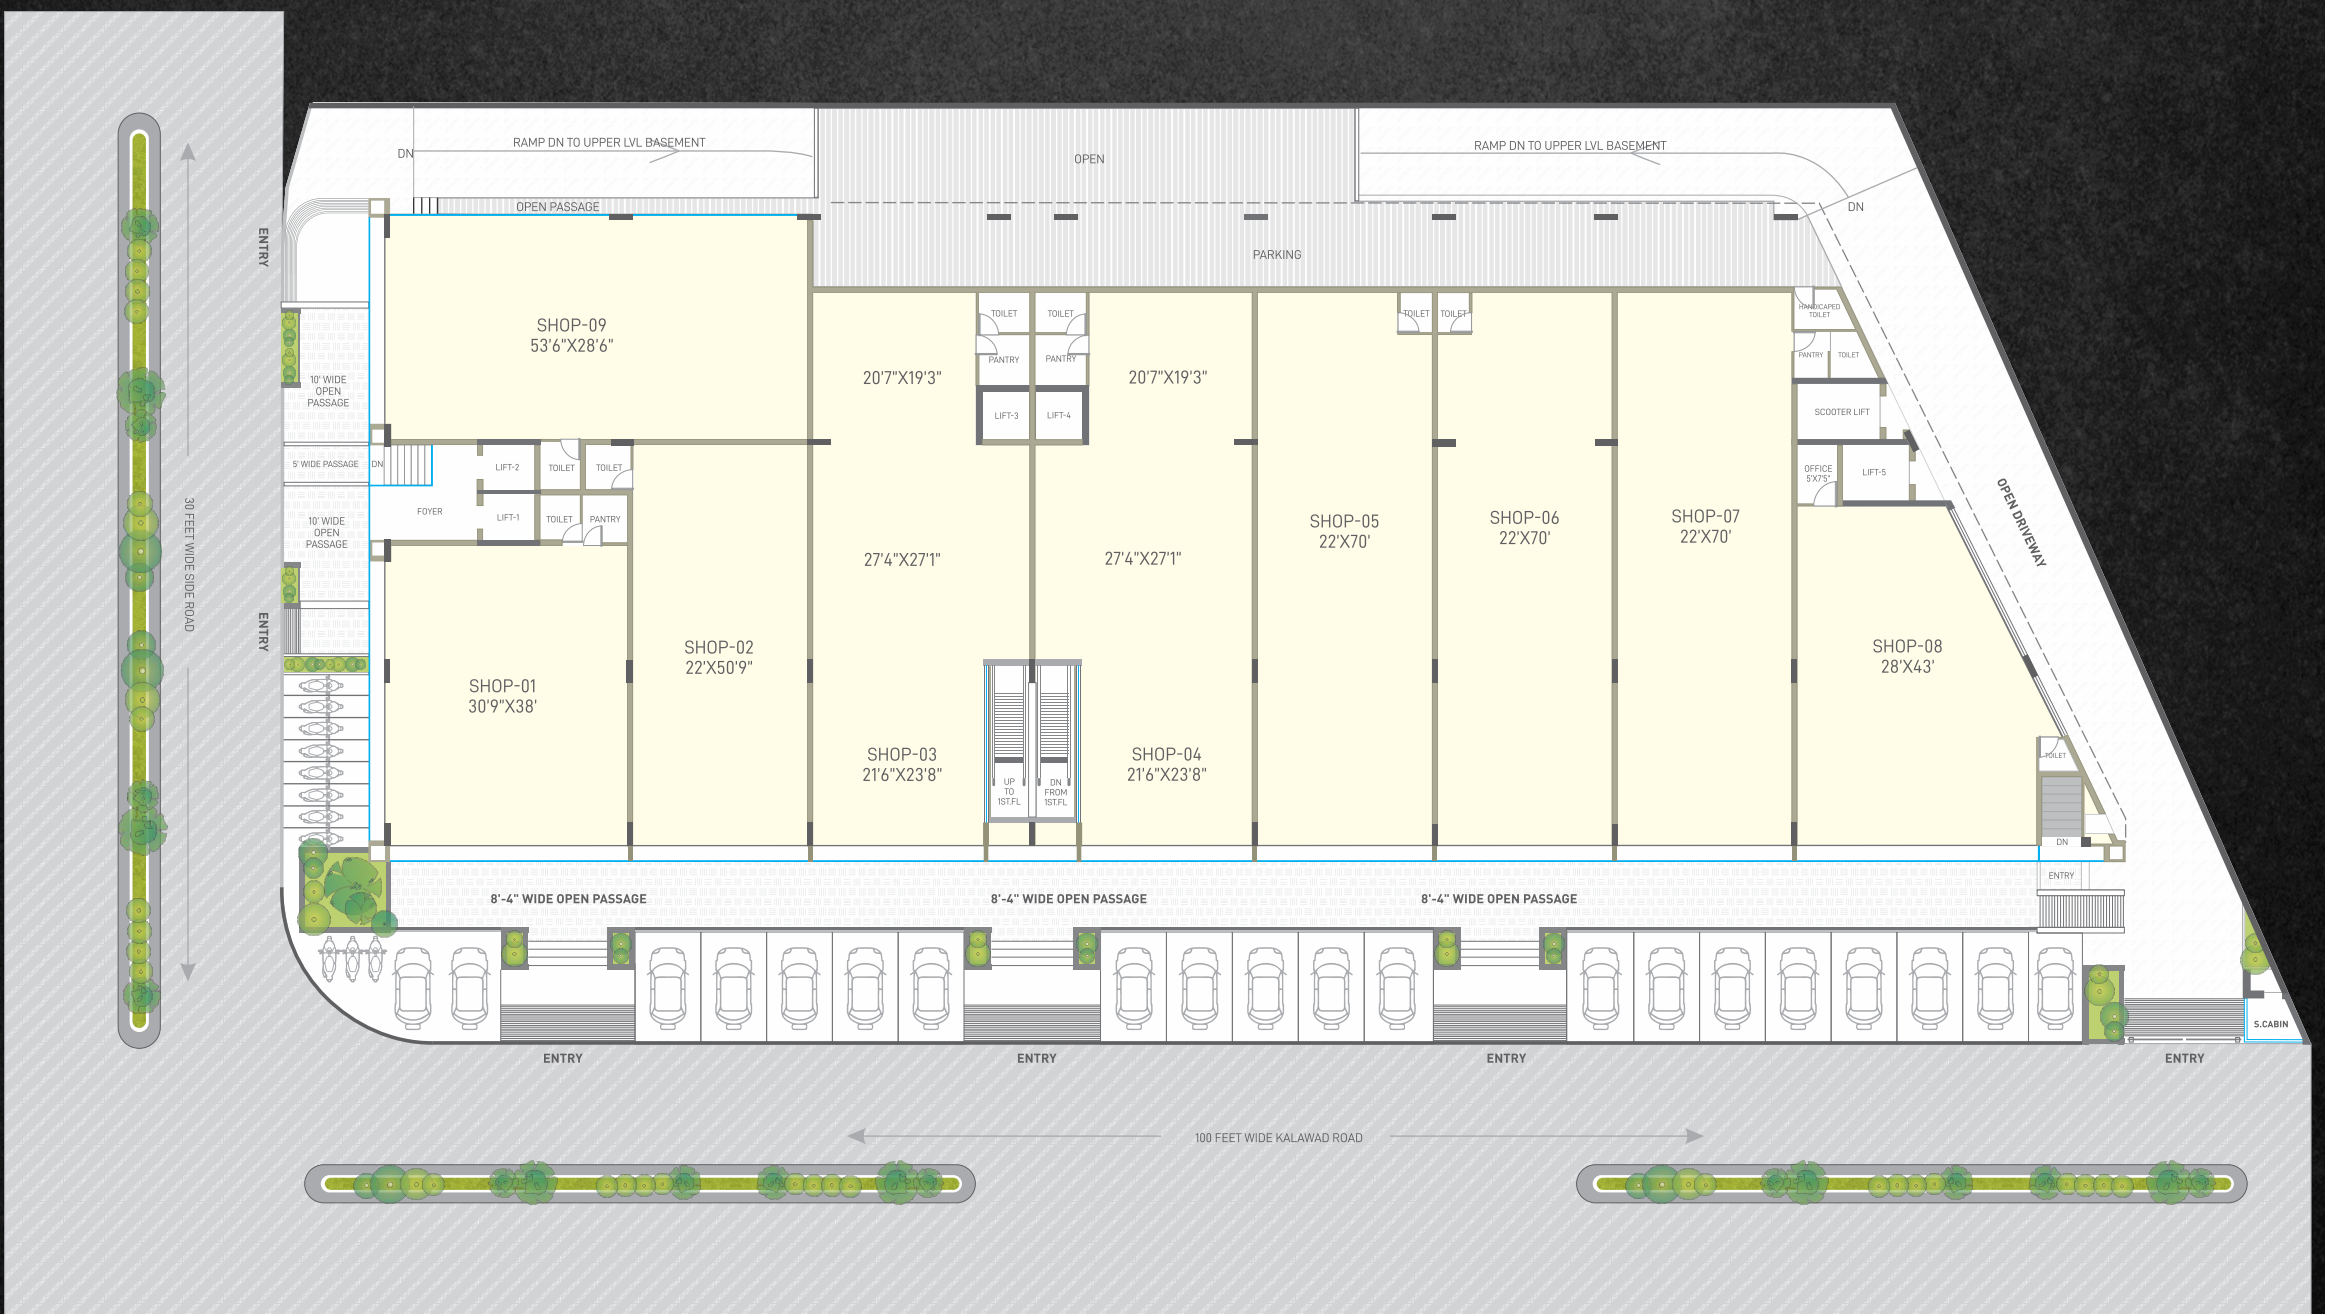 RAMP DN TO UPPER LVL BASEMENT
DN
OPEN PASSAGE
OPEN
RAMP DN TO UPPER LVL BASEMENT
DN
PARKING
ENTRY
SHOP-09
53'6"X28'6"
10' WIDE
OPEN
PASSAGE
5' WIDE PASSAGE
DN
10' WIDE
OPEN
PASSAGE
FOYER
LIFT-2
LIFT-1
TOILET
TOILET
TOILET
PANTRY
ENTRY
30 FEET WIDE SIDE ROAD
SHOP-01
30'9"X38'
SHOP-02
22'X50'9"
20'7"X19'3"
TOILET
TOILET
PANTRY
PANTRY
LIFT-3
LIFT-4
20'7"X19'3"
27'4"X27'1"
27'4"X27'1"
SHOP-03
21'6"X23'8"
UP
TO
1ST.FL
DN
FROM
1ST.FL
SHOP-04
21'6"X23'8"
TOILET
TOILET
SHOP-05
22'X70'
SHOP-06
22'X70'
SHOP-07
22'X70'
HANDICAPED
TOILET
PANTRY
TOILET
SCOOTER LIFT
OFFICE
5'X7'5"
LIFT-5
OPEN DRIVEWAY
SHOP-08
28'X43'
TOILET
DN
ENTRY
8'-4" WIDE OPEN PASSAGE
8'-4" WIDE OPEN PASSAGE
8'-4" WIDE OPEN PASSAGE
S.CABIN
ENTRY
ENTRY
ENTRY
ENTRY
100 FEET WIDE KALAWAD ROAD